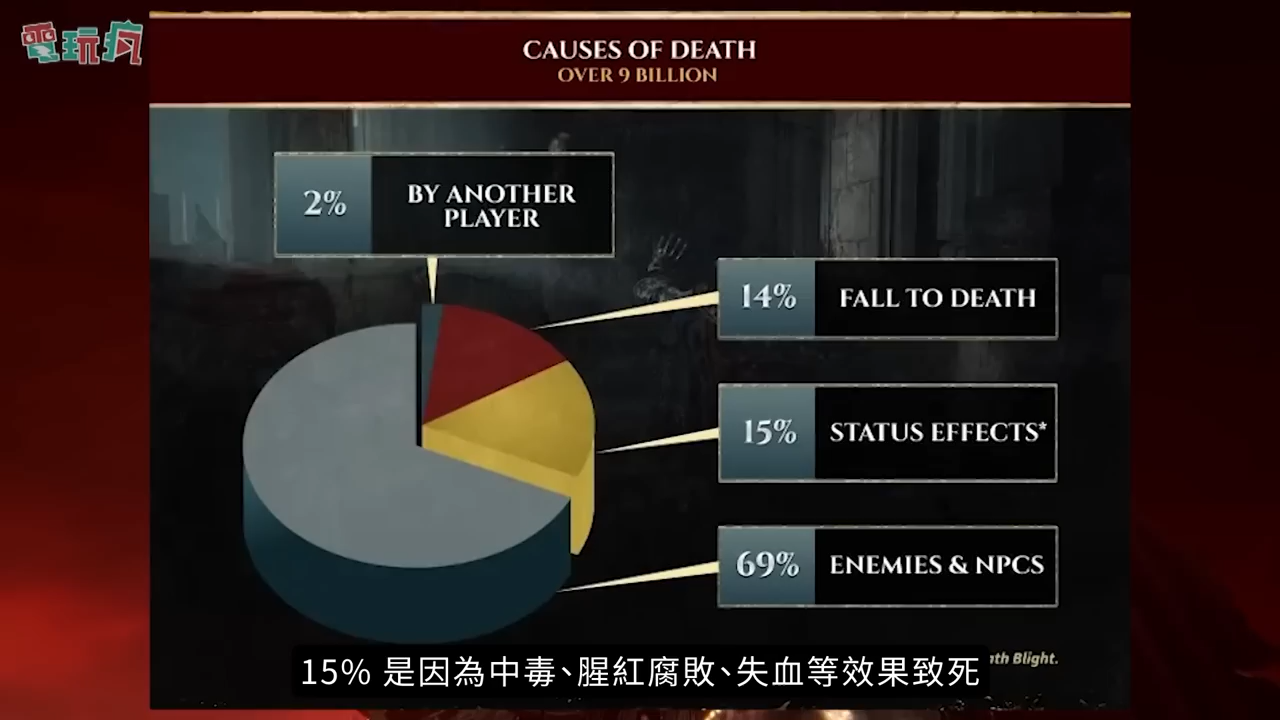 電玩瘋
CAUSES OF DEATH
OVER 9 BILLION
2%
BY ANOTHER
PLAYER
14%
FALL TO DEATH
15%
STATUS EFFECTS*
69%
ENEMIES & NPCS
Blight.
15% 是因為中毒、腥紅腐敗、失血等效果致死